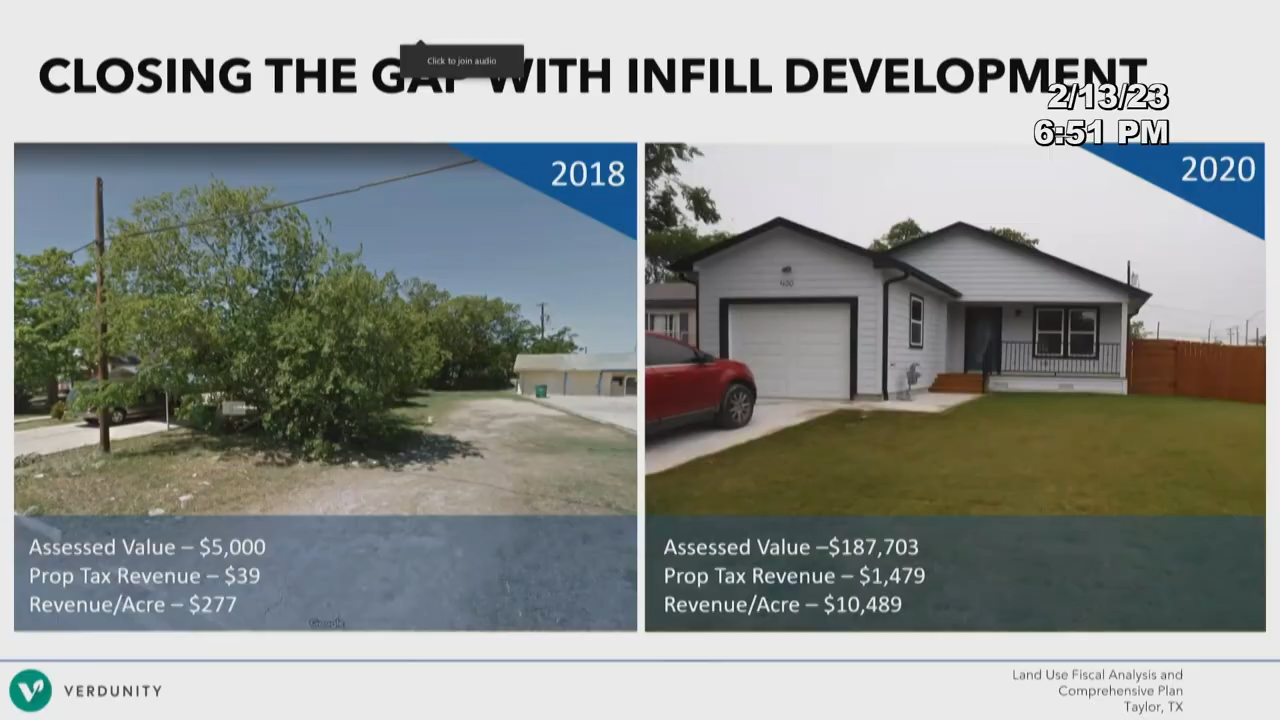 CLOSING THE GAP WITH INFILL DEVELOPMENT
Click to join audio
2/13/23
6:51 PM
2018
2020
400
Assessed Value – $5,000
Prop Tax Revenue – $39
Revenue/Acre – $277
Google
Assessed Value –$187,703
Prop Tax Revenue – $1,479
Revenue/Acre – $10,489
VERDUNITY
Land Use Fiscal Analysis and
Comprehensive Plan
Taylor, TX